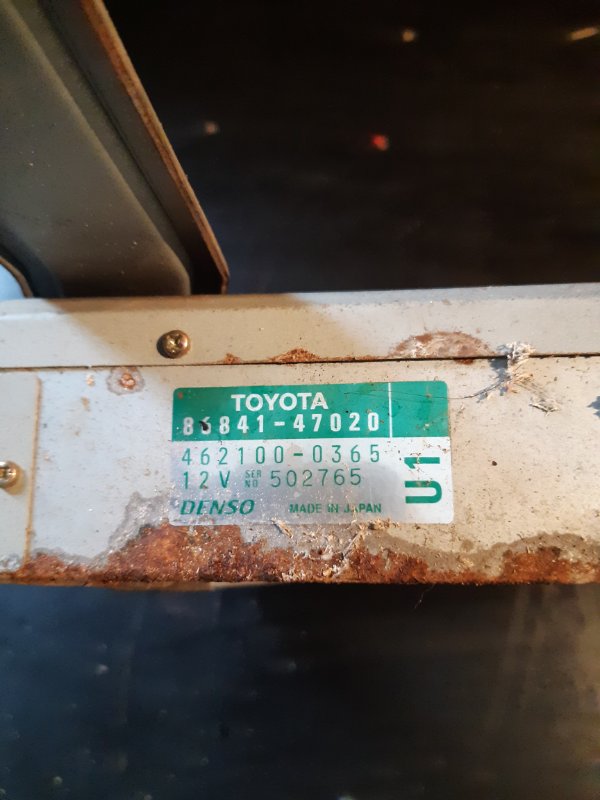 TOYOTA
86841-47020
462100-0365
12V SER NO 502765
U1
DENSO MADE IN JAPAN